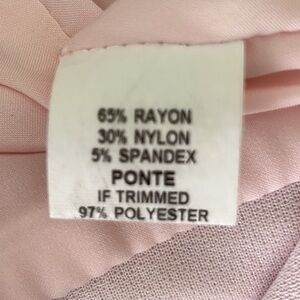 65% RAYON
30% NYLON
5% SPANDEX
PONTE
IF TRIMMED
97% POLYESTER